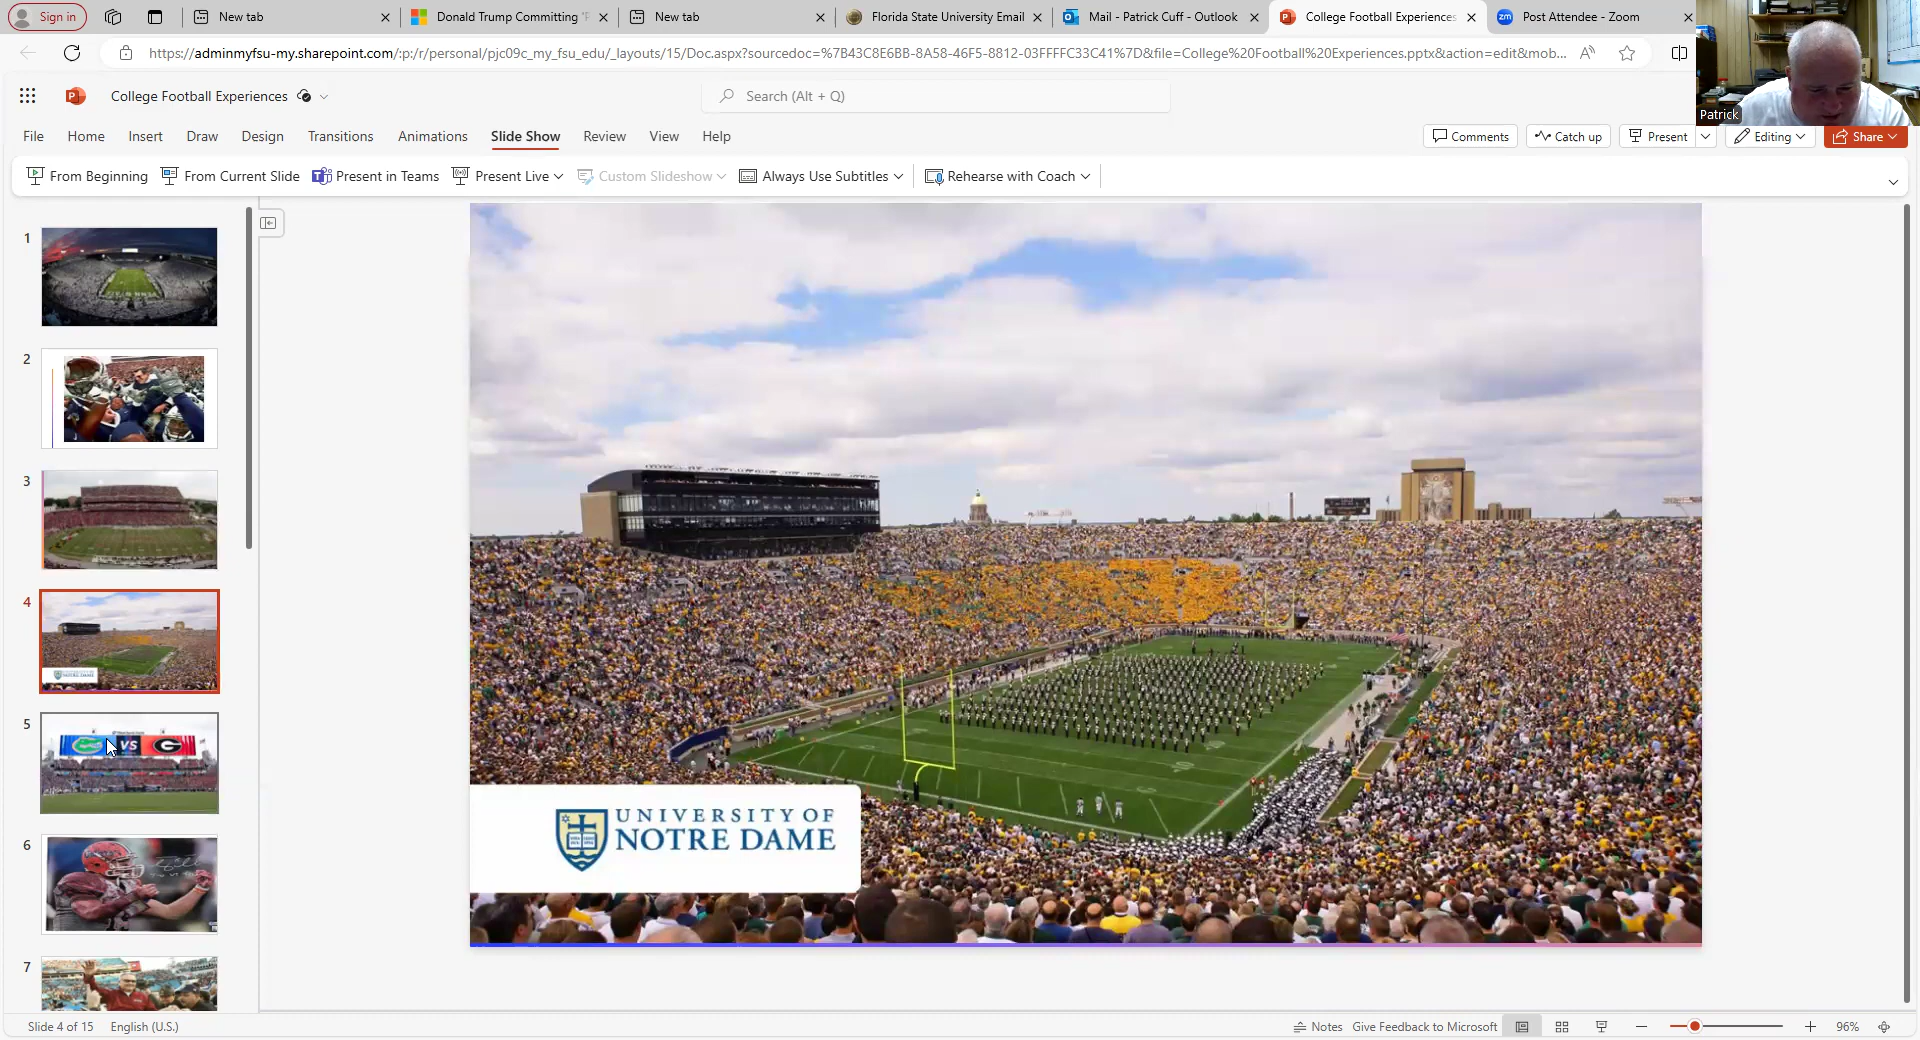 Sign in
New tab
Donald Trump Committing 'F
New tab
Florida State University Email
Mail - Patrick Cuff - Outlook
College Football Experiences
Post Attendee - Zoom
https://adminmyfsu-my.sharepoint.com/:p:/r/personal/pjc09c_my_fsu_edu/_layouts/15/Doc.aspx?sourcedoc=%7B43C8E6BB-8A58-46F5-8812-03FFFFC33C41%7D&file=College%20Football%20Experiences.pptx&action=edit&mob...
College Football Experiences
Search (Alt + Q)
Patrick
File Home Insert Draw Design Transitions Animations Slide Show Review View Help
Comments Catch up Present Editing Share
From Beginning From Current Slide Present in Teams Present Live Custom Slideshow Always Use Subtitles Rehearse with Coach
1
2
3
4
5
VS
6
7
UNIVERSITY OF
NOTRE DAME
Slide 4 of 15 English (U.S.)
Notes Give Feedback to Microsoft 96%